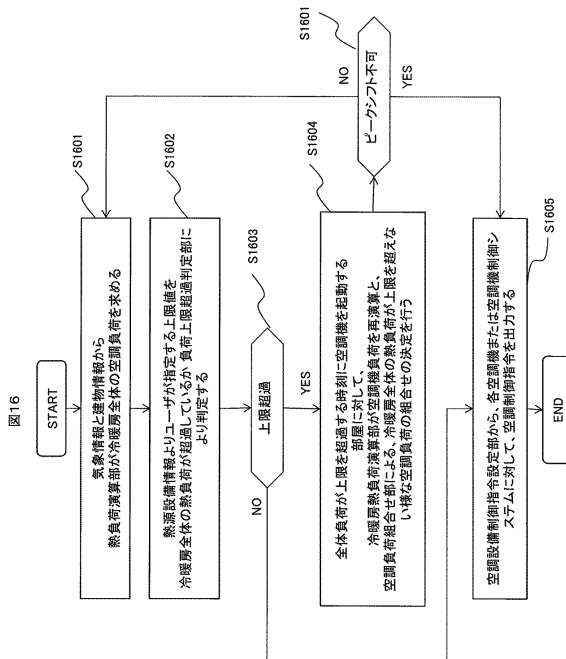 図16
START
S1601
気象情報と建物情報から
熱負荷演算部が冷暖房全体の空調負荷を求める
S1602
熱源設備情報よりユーザが指定する上限値を
冷暖房全体の熱負荷が超過しているか 負荷上限超過判定部に
より判定する
S1603
上限超過
NO
YES
S1604
全体負荷が上限を超過する時刻に空調機を起動する
部屋に対して、
冷暖房熱負荷演算部が空調機負荷を再演算と、
空調負荷組合せ部による、冷暖房全体の熱負荷が上限を超えな
い様な空調負荷の組合せの決定を行う
S1601
ピークシフト不可
NO
YES
S1605
空調設備制御指令設定部から、各空調機または空調機制御シ
ステムに対して、空調制御指令を出力する
END